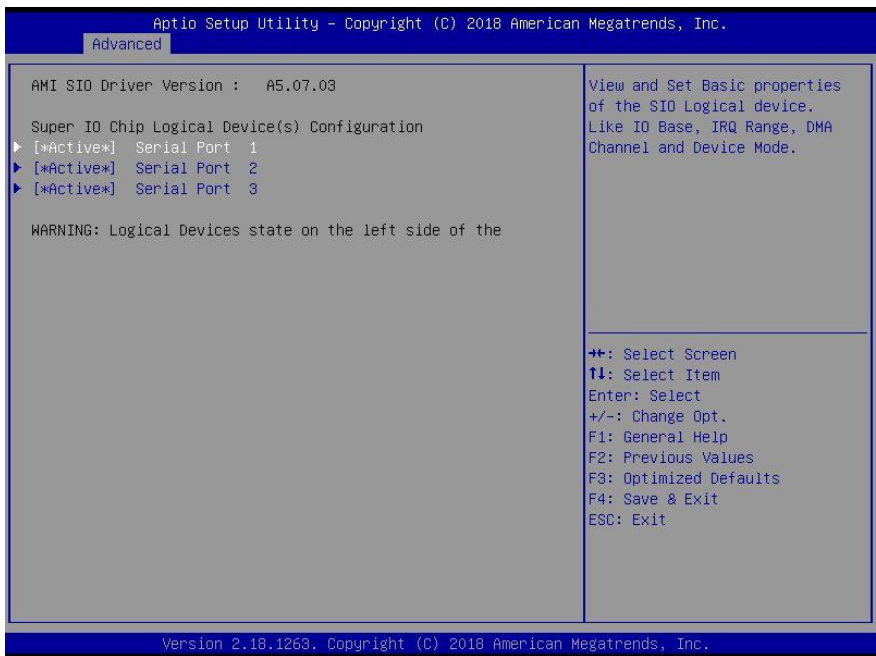 Aptio Setup Utility – Copyright (C) 2018 American Megatrends, Inc.
Advanced
AMI SIO Driver Version :   A5.07.03
Super IO Chip Logical Device(s) Configuration
[*Active*]   Serial Port  1
[*Active*]   Serial Port  2
[*Active*]   Serial Port  3
WARNING: Logical Devices state on the left side of the
View and Set Basic properties
of the SIO Logical device.
Like IO Base, IRQ Range, DMA
Channel and Device Mode.
→←: Select Screen
↑↓: Select Item
Enter: Select
+/-: Change Opt.
F1: General Help
F2: Previous Values
F3: Optimized Defaults
F4: Save & Exit
ESC: Exit
Version 2.18.1263. Copyright (C) 2018 American Megatrends, Inc.